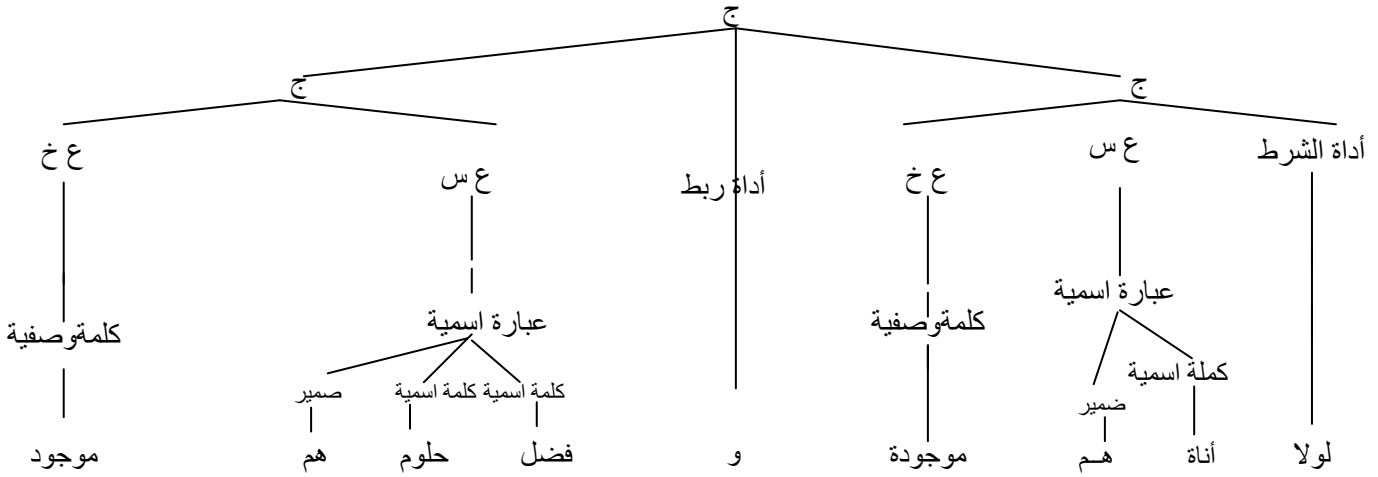 ج
ج ج
أداة الشرط ع س ع خ أداة ربط ع س ع خ
عبارة اسمية كلمةوصفية عبارة اسمية كلمةوصفية
كملة اسمية ضمير كلمة اسمية كلمة اسمية صمير
لولا أناة هـم موجودة و فضل حلوم هم موجود